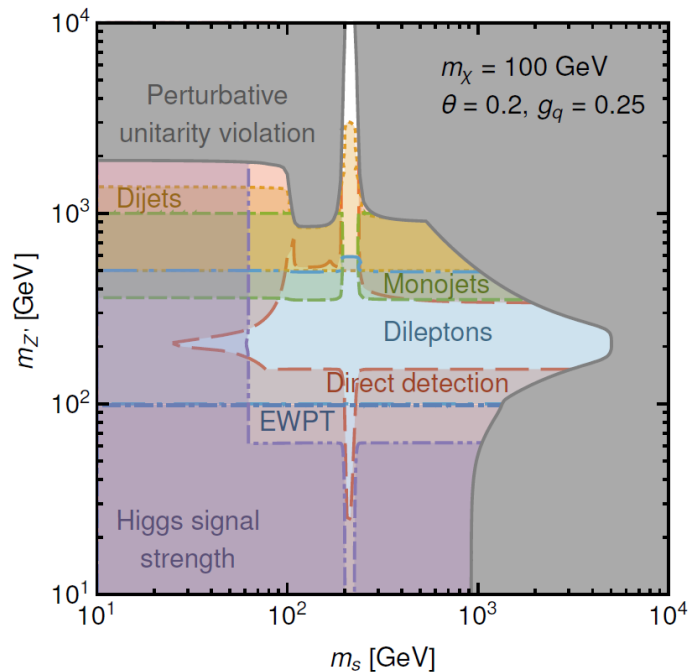 10^4
m_χ = 100 GeV
θ = 0.2, g_q = 0.25
Perturbative
unitarity violation
Dijets
10^3
Monojets
m_Z' [GeV]
Dileptons
Direct detection
10^2
EWPT
Higgs signal
strength
10^1
10^1 10^2 10^3 10^4
m_s [GeV]